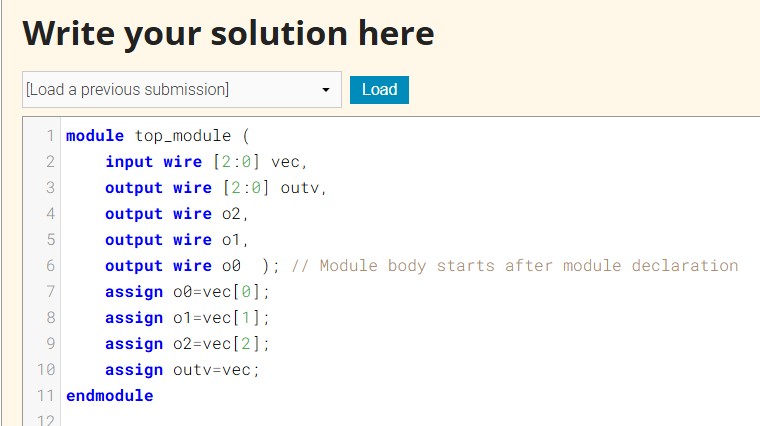 Write your solution here
[Load a previous submission] Load
1 module top_module (
2 input wire [2:0] vec,
3 output wire [2:0] outv,
4 output wire o2,
5 output wire o1,
6 output wire o0  ); // Module body starts after module declaration
7 assign o0=vec[0];
8 assign o1=vec[1];
9 assign o2=vec[2];
10 assign outv=vec;
11 endmodule
12